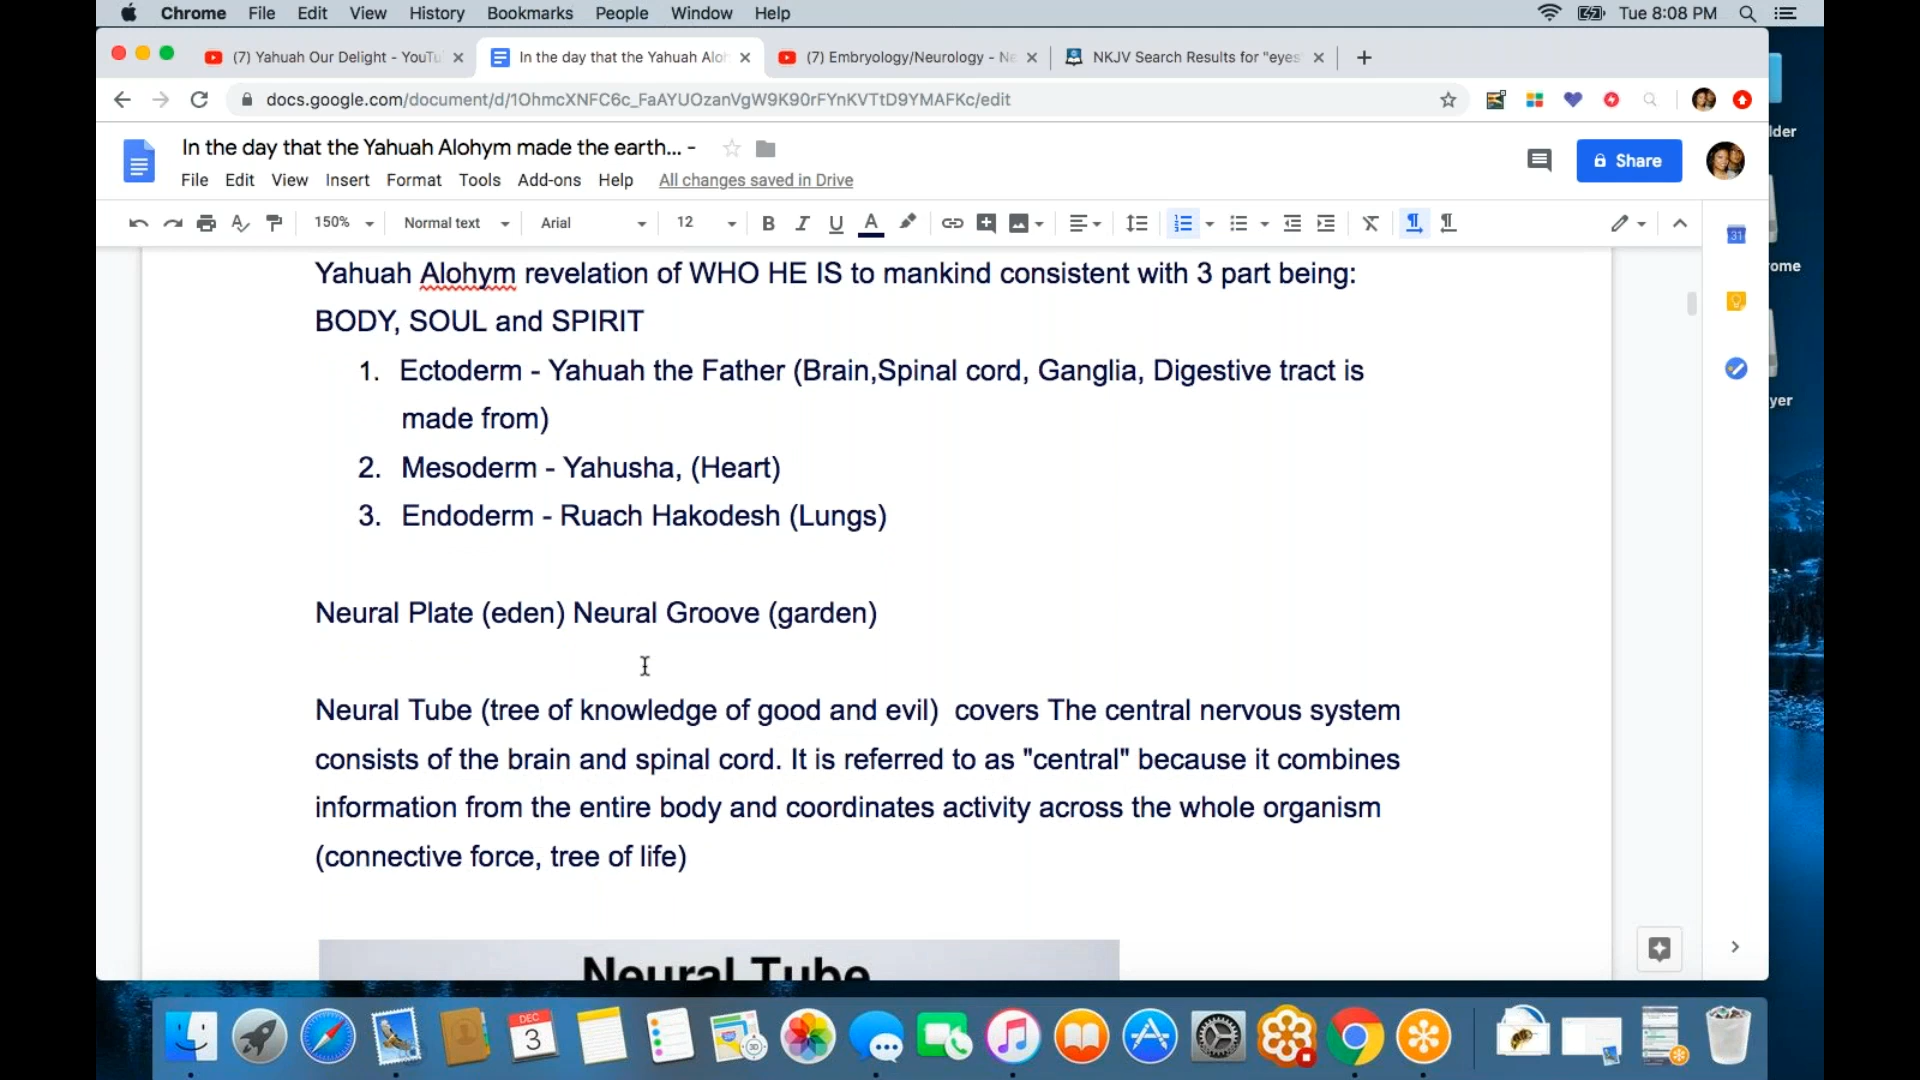 Chrome File Edit View History Bookmarks People Window Help Tue 8:08 PM
(7) Yahuah Our Delight - YouTu
In the day that the Yahuah Aloh
(7) Embryology/Neurology - Ne
NKJV Search Results for "eyes"
docs.google.com/document/d/1OhmcXNFC6c_FaAYUOzanVgW9K90rFYnKVTtD9YMAFKc/edit
In the day that the Yahuah Alohym made the earth... -
File Edit View Insert Format Tools Add-ons Help All changes saved in Drive
Share
150% Normal text Arial 12 B I U A
31
lder
ome
yer
Yahuah Alohym revelation of WHO HE IS to mankind consistent with 3 part being:
BODY, SOUL and SPIRIT
1. Ectoderm - Yahuah the Father (Brain,Spinal cord, Ganglia, Digestive tract is
made from)
2. Mesoderm - Yahusha, (Heart)
3. Endoderm - Ruach Hakodesh (Lungs)
Neural Plate (eden) Neural Groove (garden)
Neural Tube (tree of knowledge of good and evil)  covers The central nervous system
consists of the brain and spinal cord. It is referred to as "central" because it combines
information from the entire body and coordinates activity across the whole organism
(connective force, tree of life)
Neural Tube
DEC
3